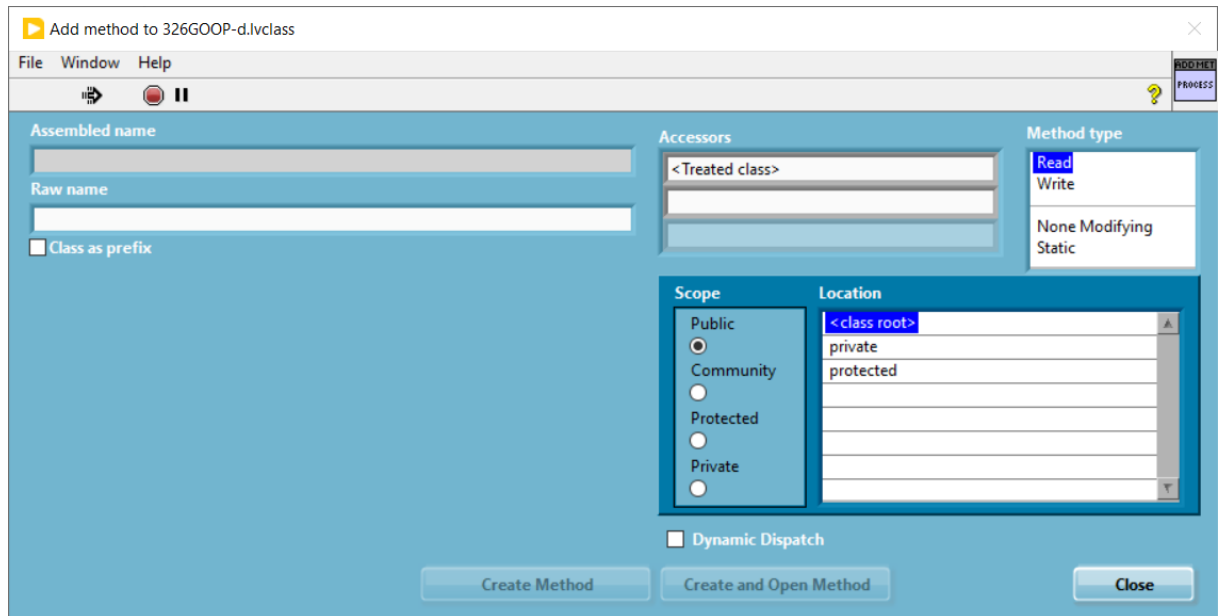 Add method to 326GOOP-d.lvclass
File Window Help
ADD MET
PROCESS
Assembled name
Raw name
Class as prefix
Accessors
<Treated class>
Method type
Read
Write
None Modifying
Static
Scope
Public
Community
Protected
Private
Location
<class root>
private
protected
Dynamic Dispatch
Create Method
Create and Open Method
Close